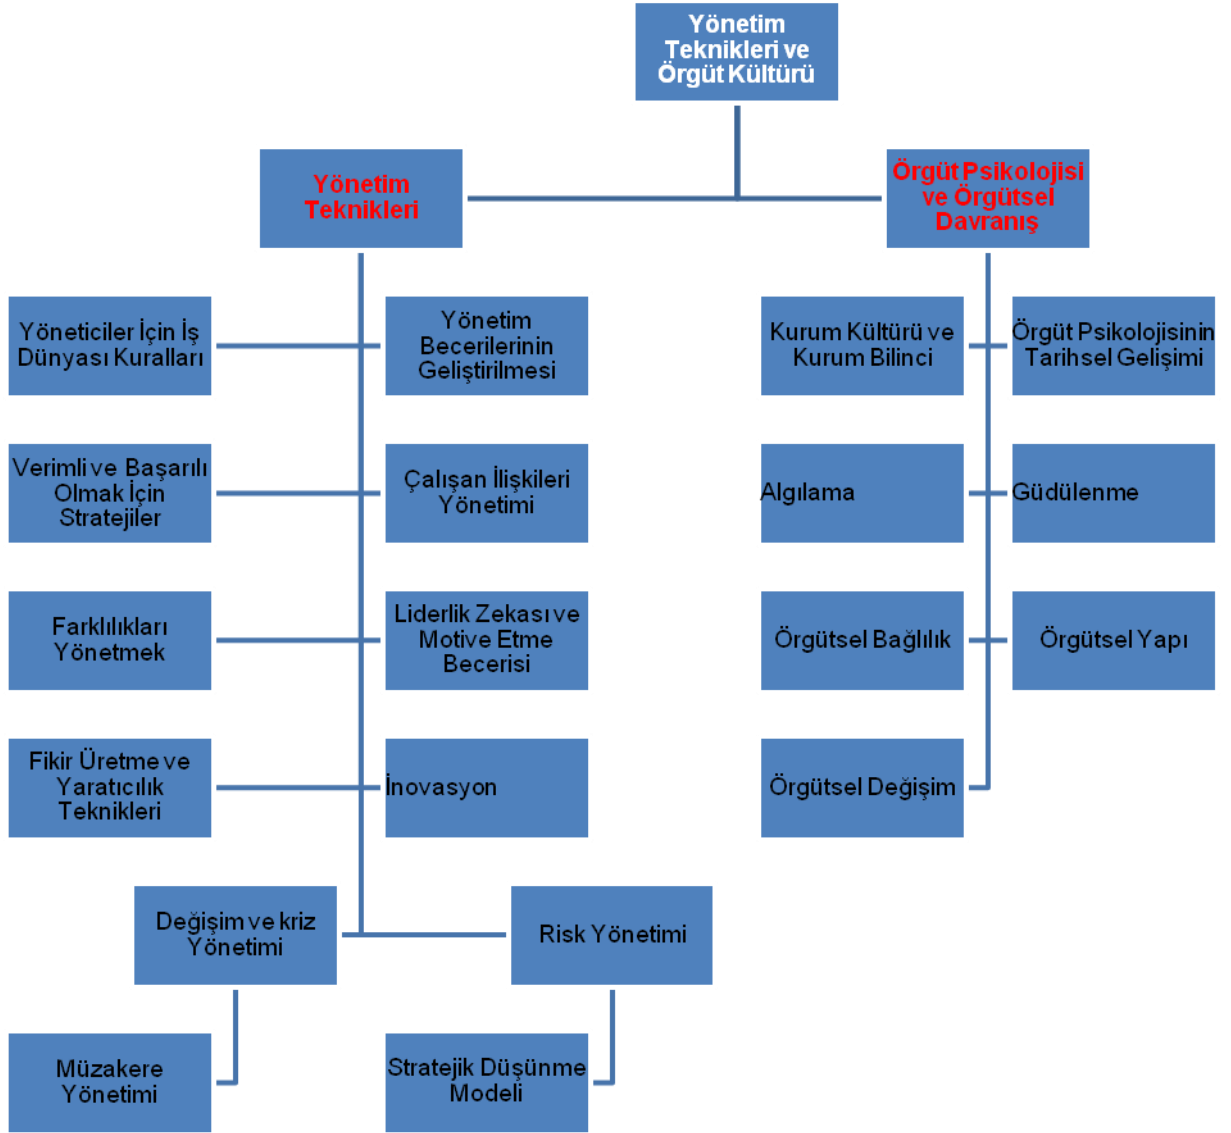 Yönetim
Teknikleri ve
Örgüt Kültürü
Yönetim
Teknikleri
Örgüt Psikolojisi
ve Örgütsel
Davranış
Yöneticiler İçin İş
Dünyası Kuralları
Yönetim
Becerilerinin
Geliştirilmesi
Kurum Kültürü ve
Kurum Bilinci
Örgüt Psikolojisinin
Tarihsel Gelişimi
Verimli ve Başarılı
Olmak İçin
Stratejiler
Çalışan İlişkileri
Yönetimi
Algılama
Güdülenme
Farklılıkları
Yönetmek
Liderlik Zekası ve
Motive Etme
Becerisi
Örgütsel Bağlılık
Örgütsel Yapı
Fikir Üretme ve
Yaratıcılık
Teknikleri
İnovasyon
Örgütsel Değişim
Değişim ve kriz
Yönetimi
Risk Yönetimi
Müzakere
Yönetimi
Stratejik Düşünme
Modeli